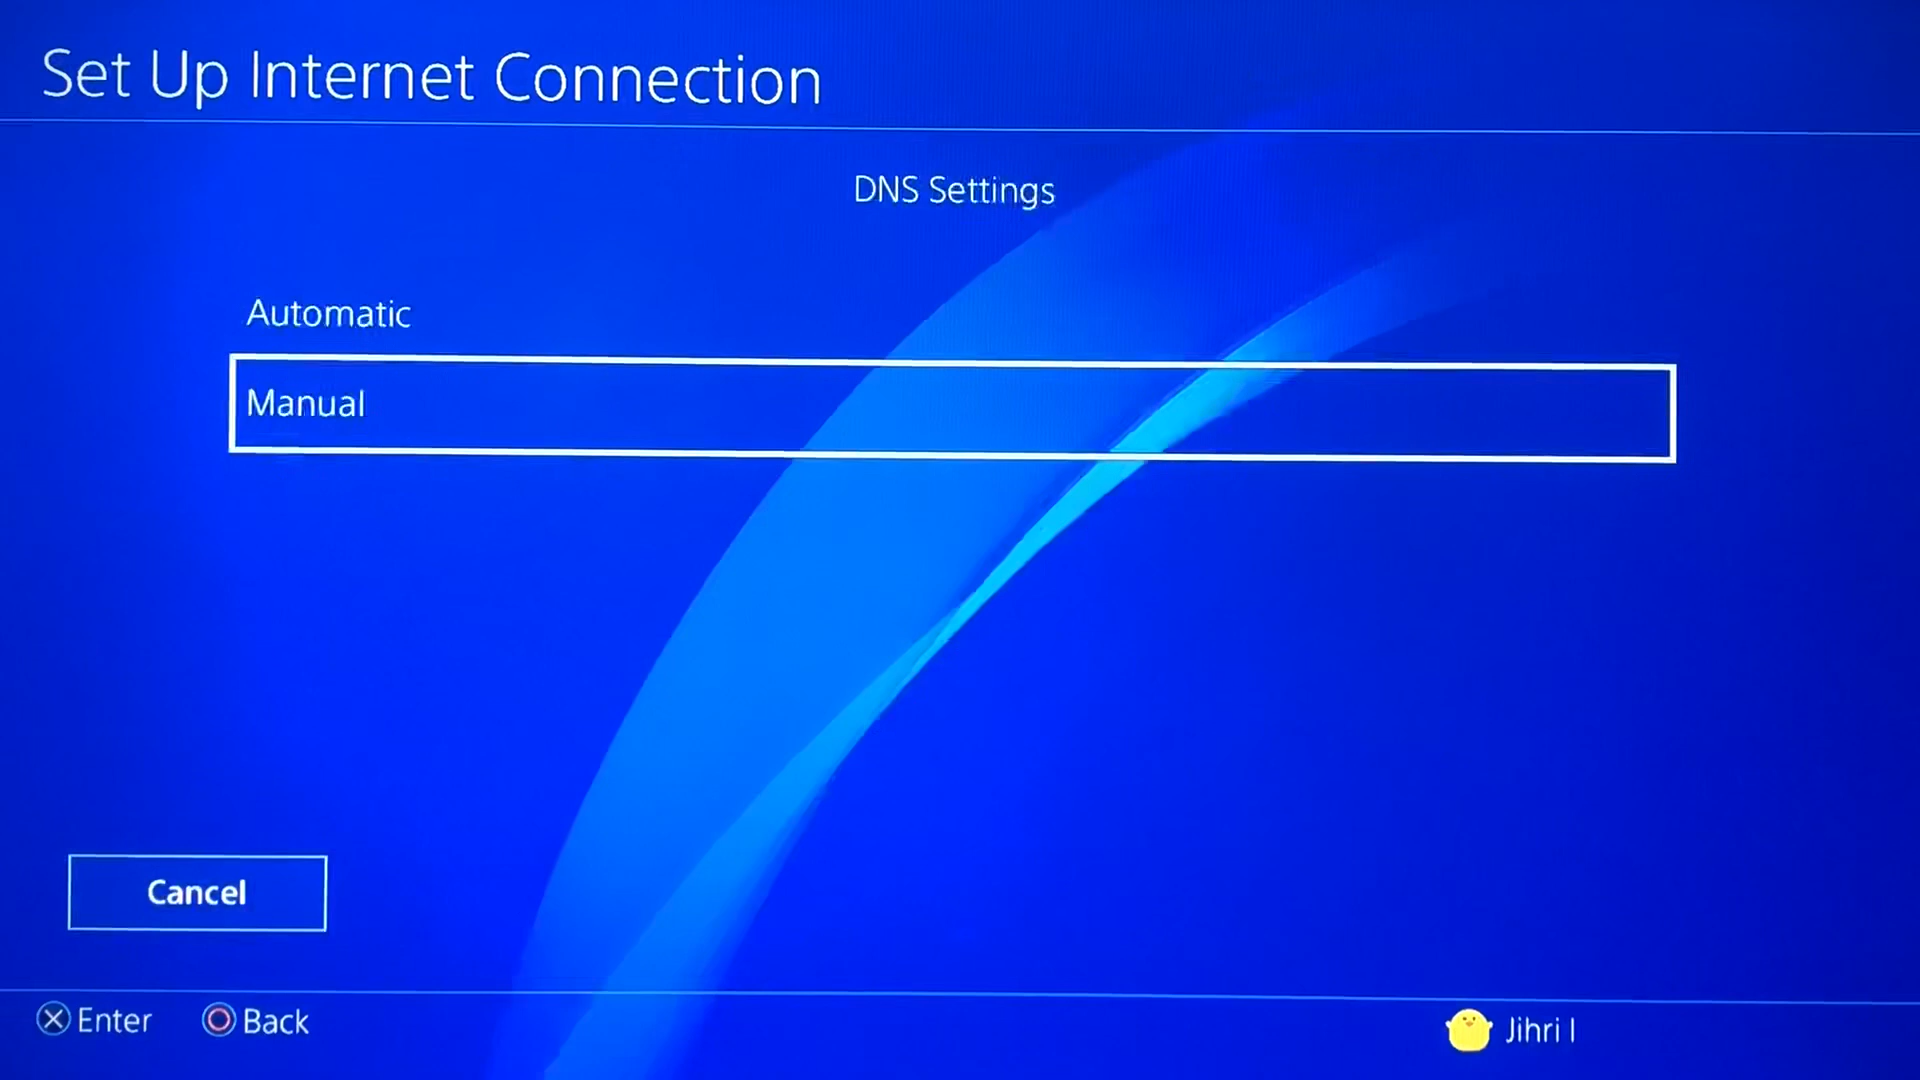 Set Up Internet Connection
DNS Settings
Automatic
Manual
Cancel
Enter Back
Jihri I